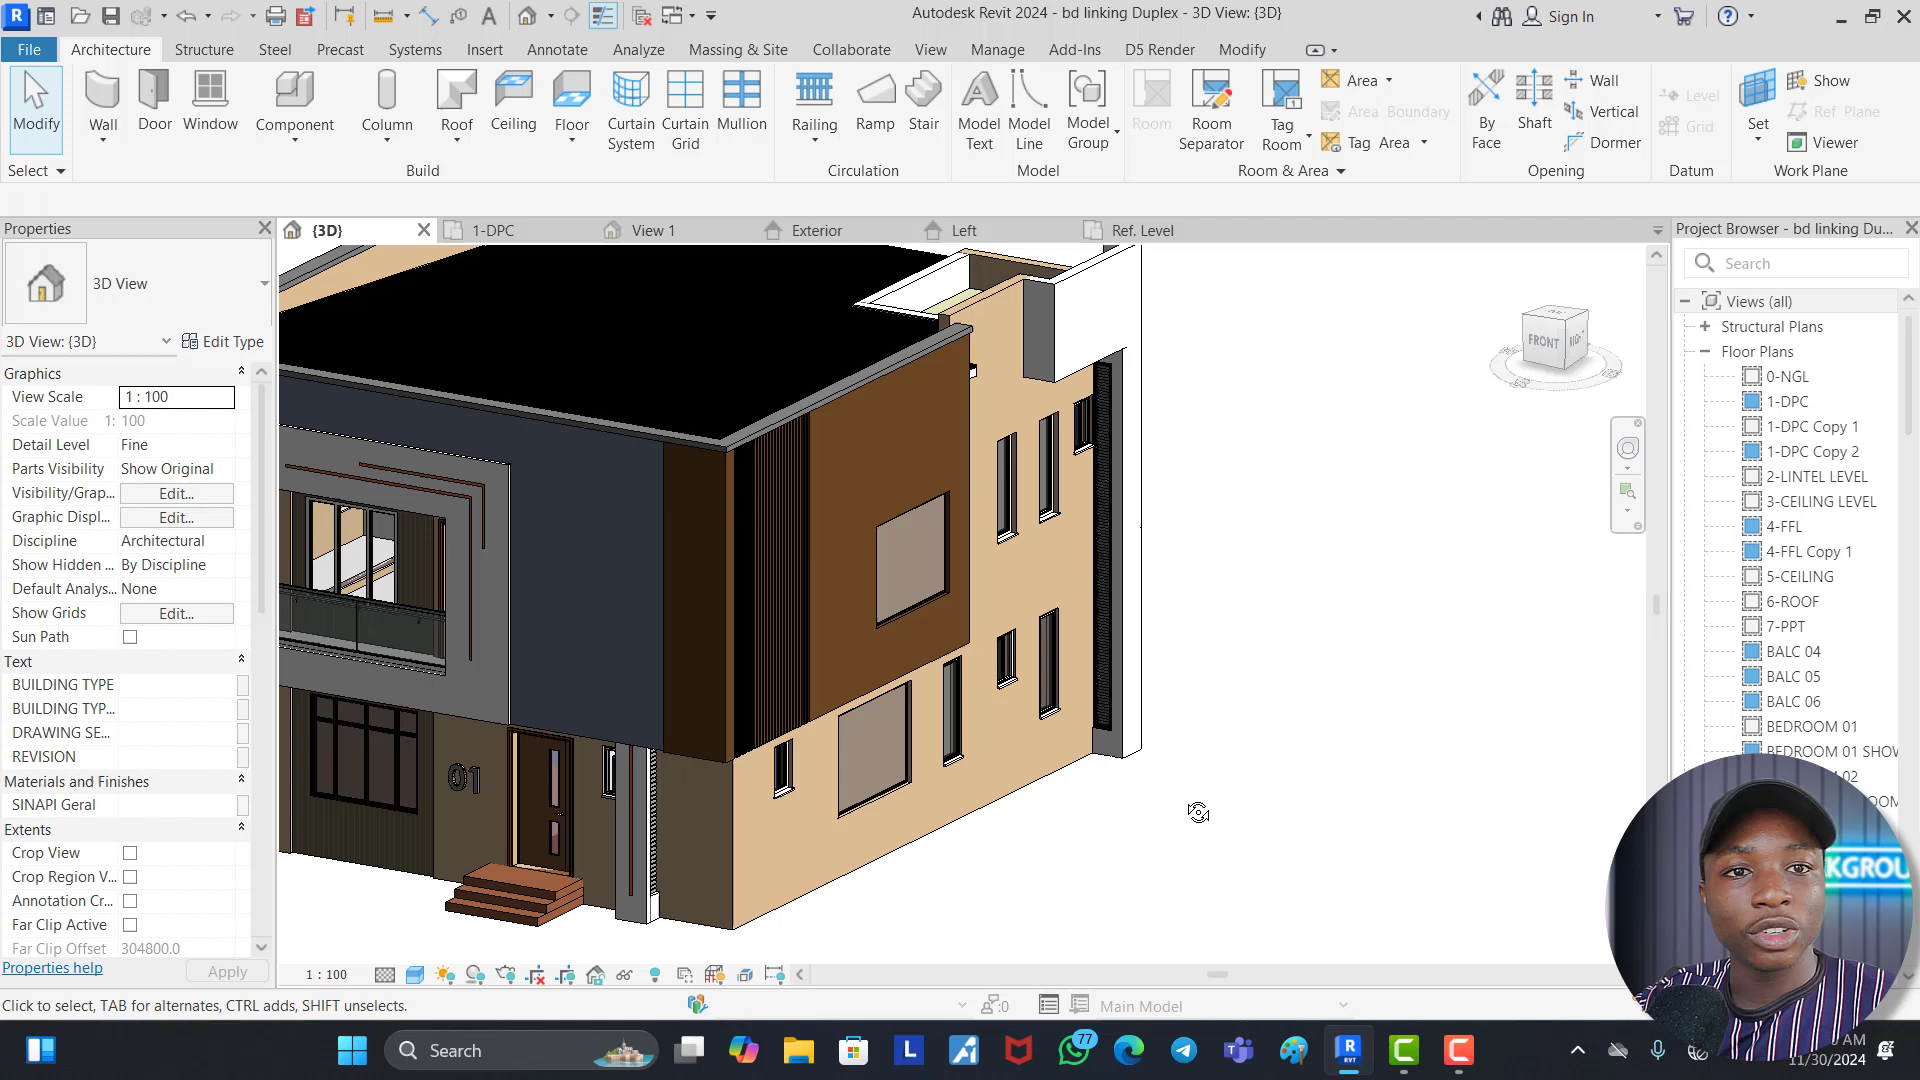 Autodesk Revit 2024 - bd linking Duplex - 3D View: {3D}
Sign In
File
Architecture
Structure
Steel
Precast
Systems
Insert
Annotate
Analyze
Massing & Site
Collaborate
View
Manage
Add-Ins
D5 Render
Modify
Modify
Wall
Door
Window
Component
Column
Roof
Ceiling
Floor
Curtain System
Curtain Grid
Mullion
Railing
Ramp
Stair
Model Text
Model Line
Model Group
Room
Room Separator
Tag Room
Area
Area Boundary
Tag Area
By Face
Shaft
Wall
Vertical
Dormer
Level
Grid
Set
Show
Ref Plane
Viewer
Select
Build
Circulation
Model
Room & Area
Opening
Datum
Work Plane
Properties
{3D}
1-DPC
View 1
Exterior
Left
Ref. Level
Project Browser - bd linking Du...
3D View
Search
3D View: {3D}
Edit Type
Graphics
View Scale 1 : 100
Scale Value 1: 100
Detail Level Fine
Parts Visibility Show Original
Visibility/Grap... Edit...
Graphic Displ... Edit...
Discipline Architectural
Show Hidden ... By Discipline
Default Analys... None
Show Grids Edit...
Sun Path
Text
BUILDING TYPE
BUILDING TYP...
DRAWING SE...
REVISION
Materials and Finishes
SINAPI Geral
Extents
Crop View
Crop Region V...
Annotation Cr...
Far Clip Active
Far Clip Offset 304800.0
Properties help
Apply
FRONT
RIGHT
01
Views (all)
Structural Plans
Floor Plans
0-NGL
1-DPC
1-DPC Copy 1
1-DPC Copy 2
2-LINTEL LEVEL
3-CEILING LEVEL
4-FFL
4-FFL Copy 1
5-CEILING
6-ROOF
7-PPT
BALC 04
BALC 05
BALC 06
BEDROOM 01
BEDROOM 01 SHOW
02
KGROU
1 : 100
Click to select, TAB for alternates, CTRL adds, SHIFT unselects.
:0
Main Model
Search
77
AM
11/30/2024